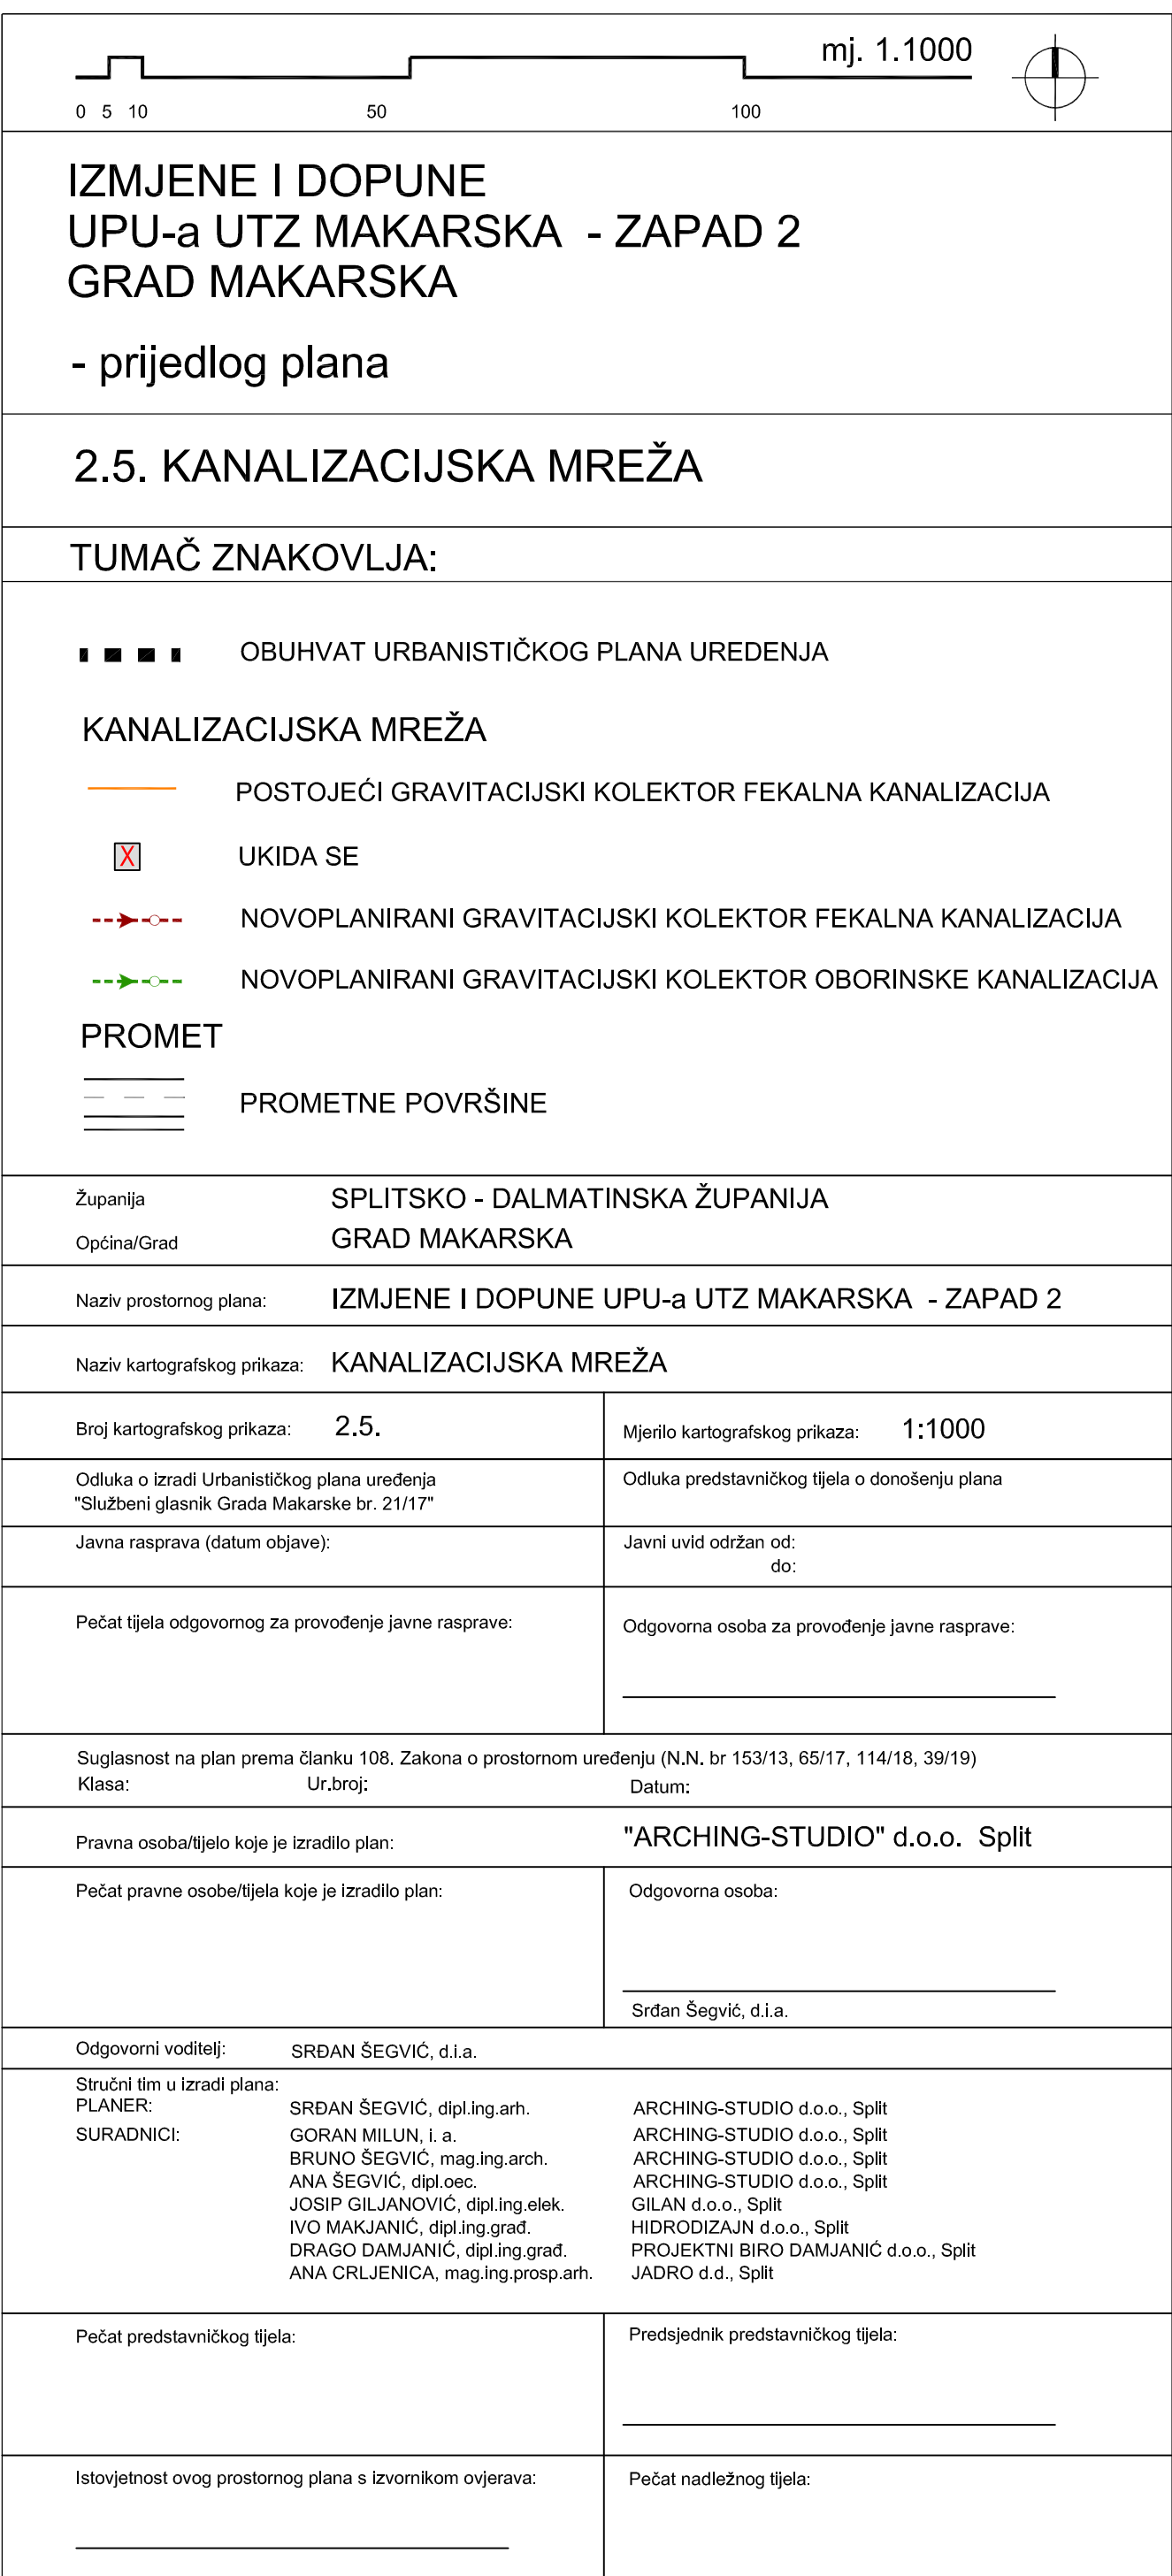 mj. 1.1000
0 5 10 50 100
IZMJENE I DOPUNE
UPU-a UTZ MAKARSKA - ZAPAD 2
GRAD MAKARSKA
- prijedlog plana
2.5. KANALIZACIJSKA MREŽA
TUMAČ ZNAKOVLJA:
OBUHVAT URBANISTIČKOG PLANA UREDENJA
KANALIZACIJSKA MREŽA
POSTOJEĆI GRAVITACIJSKI KOLEKTOR FEKALNA KANALIZACIJA
X UKIDA SE
NOVOPLANIRANI GRAVITACIJSKI KOLEKTOR FEKALNA KANALIZACIJA
NOVOPLANIRANI GRAVITACIJSKI KOLEKTOR OBORINSKE KANALIZACIJA
PROMET
PROMETNE POVRŠINE
Županija SPLITSKO - DALMATINSKA ŽUPANIJA
Općina/Grad GRAD MAKARSKA
Naziv prostornog plana: IZMJENE I DOPUNE UPU-a UTZ MAKARSKA - ZAPAD 2
Naziv kartografskog prikaza: KANALIZACIJSKA MREŽA
Broj kartografskog prikaza: 2.5. Mjerilo kartografskog prikaza: 1:1000
Odluka o izradi Urbanističkog plana uređenja
"Službeni glasnik Grada Makarske br. 21/17"
Odluka predstavničkog tijela o donošenju plana
Javna rasprava (datum objave):
Javni uvid održan od:
do:
Pečat tijela odgovornog za provođenje javne rasprave:
Odgovorna osoba za provođenje javne rasprave:
Suglasnost na plan prema članku 108. Zakona o prostornom uređenju (N.N. br 153/13, 65/17, 114/18, 39/19)
Klasa: Ur.broj: Datum:
Pravna osoba/tijelo koje je izradilo plan: "ARCHING-STUDIO" d.o.o. Split
Pečat pravne osobe/tijela koje je izradilo plan:
Odgovorna osoba:
Srđan Šegvić, d.i.a.
Odgovorni voditelj: SRĐAN ŠEGVIĆ, d.i.a.
Stručni tim u izradi plana:
PLANER: SRĐAN ŠEGVIĆ, dipl.ing.arh. ARCHING-STUDIO d.o.o., Split
SURADNICI: GORAN MILUN, i. a. ARCHING-STUDIO d.o.o., Split
BRUNO ŠEGVIĆ, mag.ing.arch. ARCHING-STUDIO d.o.o., Split
ANA ŠEGVIĆ, dipl.oec. ARCHING-STUDIO d.o.o., Split
JOSIP GILJANOVIĆ, dipl.ing.elek. GILAN d.o.o., Split
IVO MAKJANIĆ, dipl.ing.građ. HIDRODIZAJN d.o.o., Split
DRAGO DAMJANIĆ, dipl.ing.građ. PROJEKTNI BIRO DAMJANIĆ d.o.o., Split
ANA CRLJENICA, mag.ing.prosp.arh. JADRO d.d., Split
Pečat predstavničkog tijela:
Predsjednik predstavničkog tijela:
Istovjetnost ovog prostornog plana s izvornikom ovjerava:
Pečat nadležnog tijela: